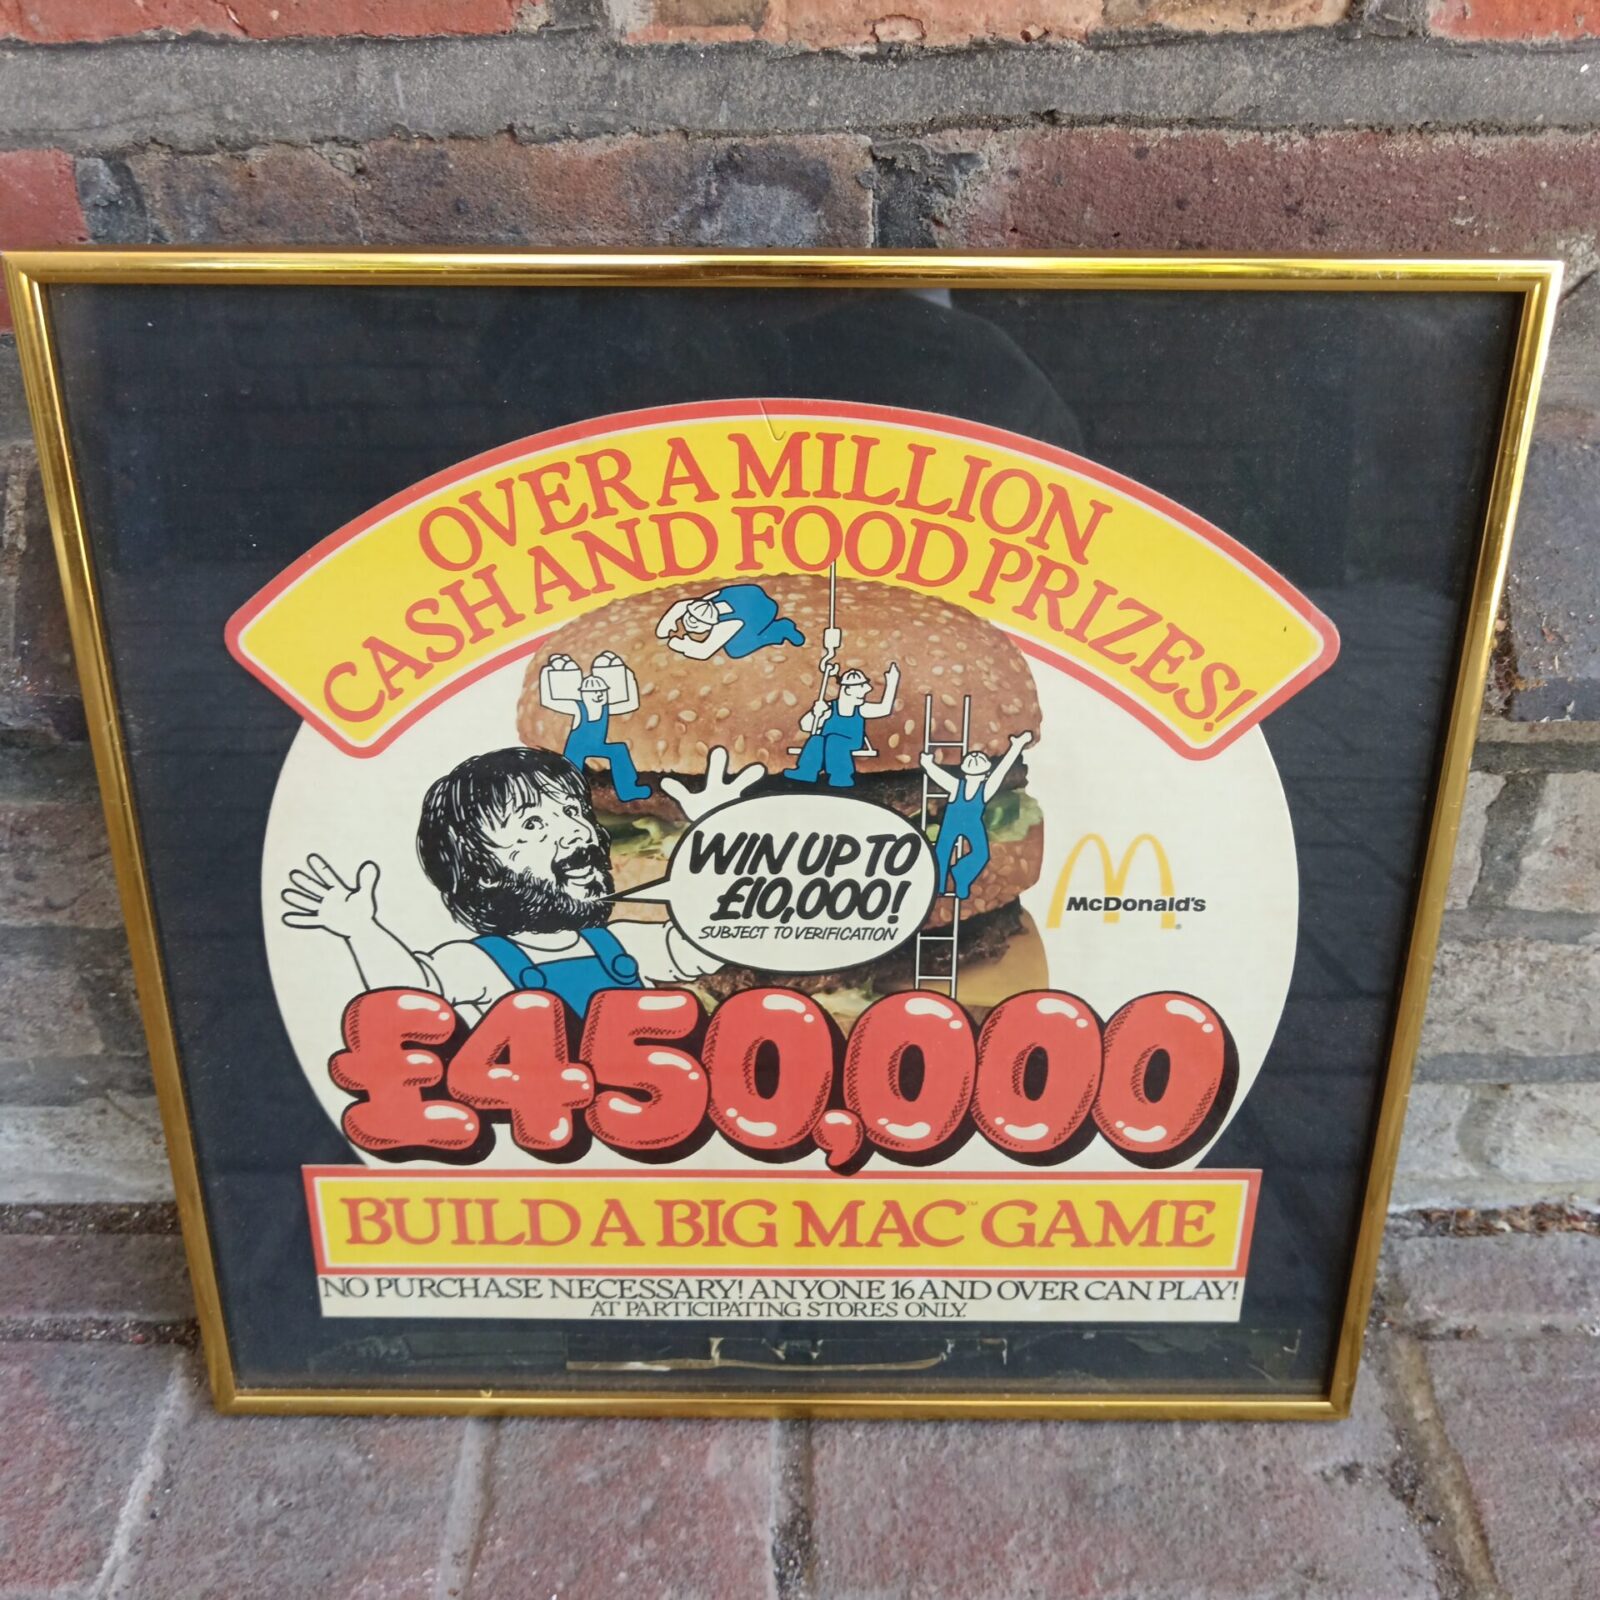 OVER A MILLION
CASH AND FOOD PRIZES!
WIN UP TO
£10,000!
SUBJECT TO VERIFICATION
McDonald's
£450,000
BUILD A BIG MAC™ GAME
NO PURCHASE NECESSARY! ANYONE 16 AND OVER CAN PLAY!
AT PARTICIPATING STORES ONLY.